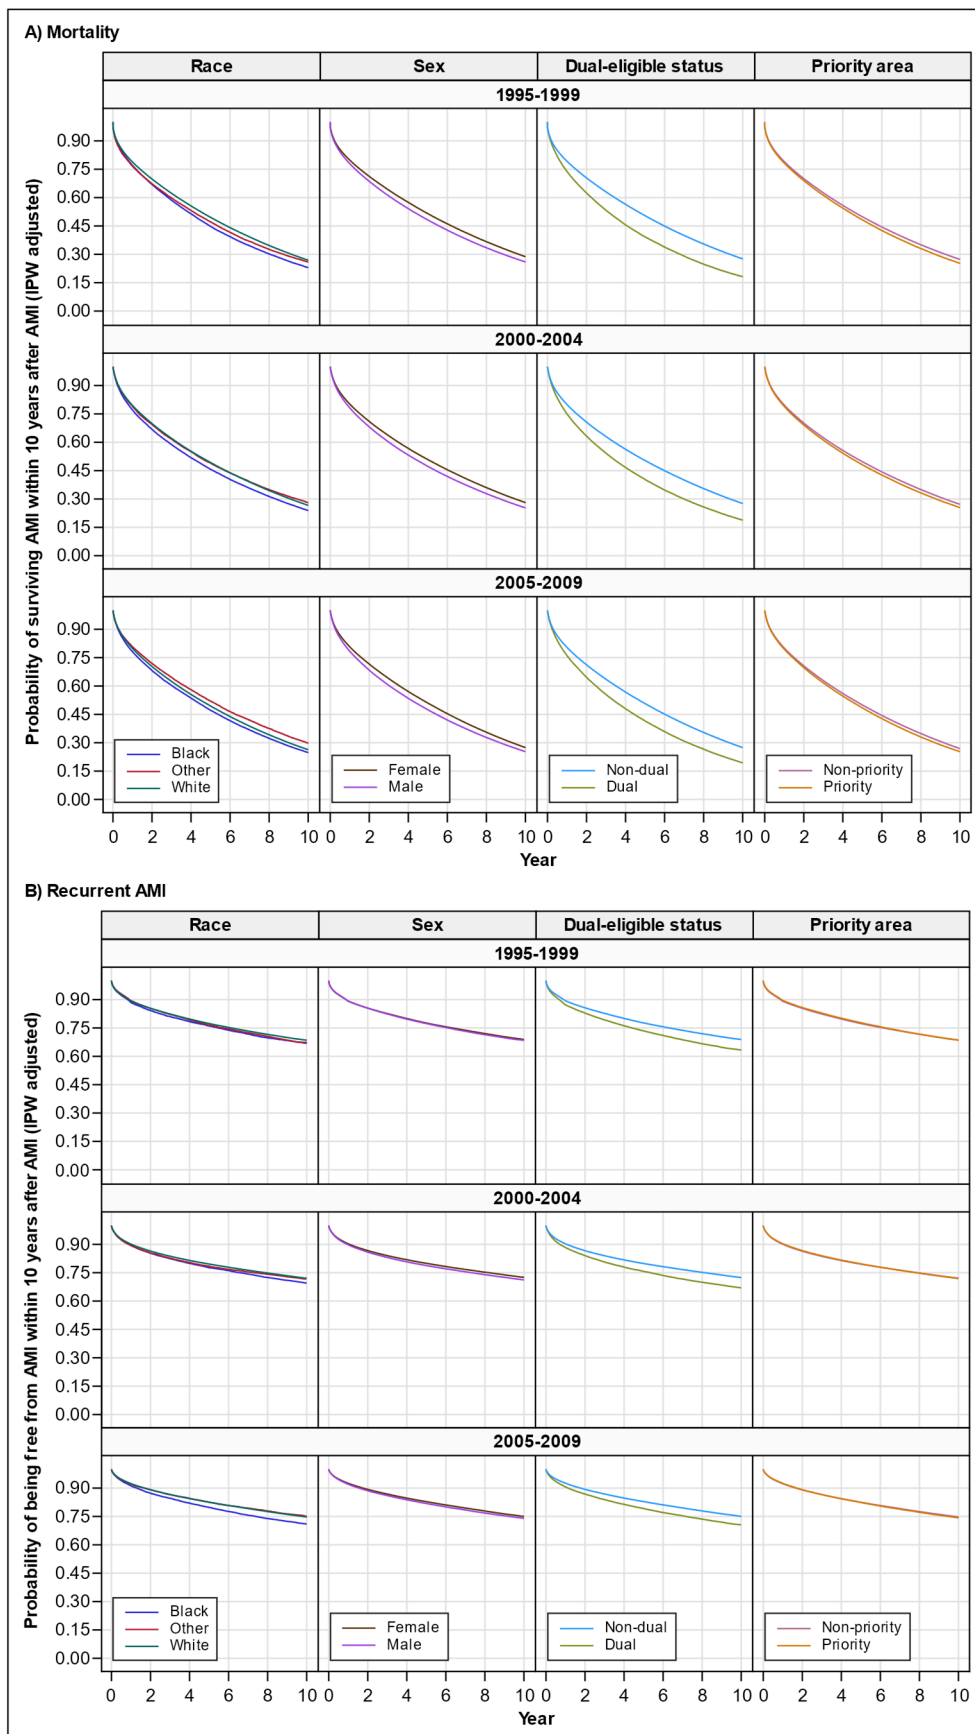 A) Mortality
Race Sex Dual-eligible status Priority area
1995-1999
0.90
0.75
0.60
0.45
0.30
0.15
0.00
2000-2004
0.90
0.75
0.60
0.45
0.30
0.15
0.00
2005-2009
0.90
0.75
0.60
0.45
0.30
0.15
0.00
Probability of surviving AMI within 10 years after AMI (IPW adjusted)
Black
Other
White
Female
Male
Non-dual
Dual
Non-priority
Priority
0 2 4 6 8 10 0 2 4 6 8 10 0 2 4 6 8 10 0 2 4 6 8 10
Year
B) Recurrent AMI
Race Sex Dual-eligible status Priority area
1995-1999
0.90
0.75
0.60
0.45
0.30
0.15
0.00
2000-2004
0.90
0.75
0.60
0.45
0.30
0.15
0.00
2005-2009
0.90
0.75
0.60
0.45
0.30
0.15
0.00
Probability of being free from AMI within 10 years after AMI (IPW adjusted)
Black
Other
White
Female
Male
Non-dual
Dual
Non-priority
Priority
0 2 4 6 8 10 0 2 4 6 8 10 0 2 4 6 8 10 0 2 4 6 8 10
Year